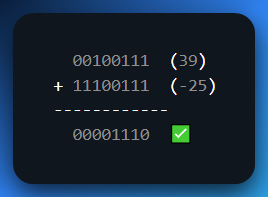 00100111 (39)
+ 11100111 (-25)
------------
00001110 ✅